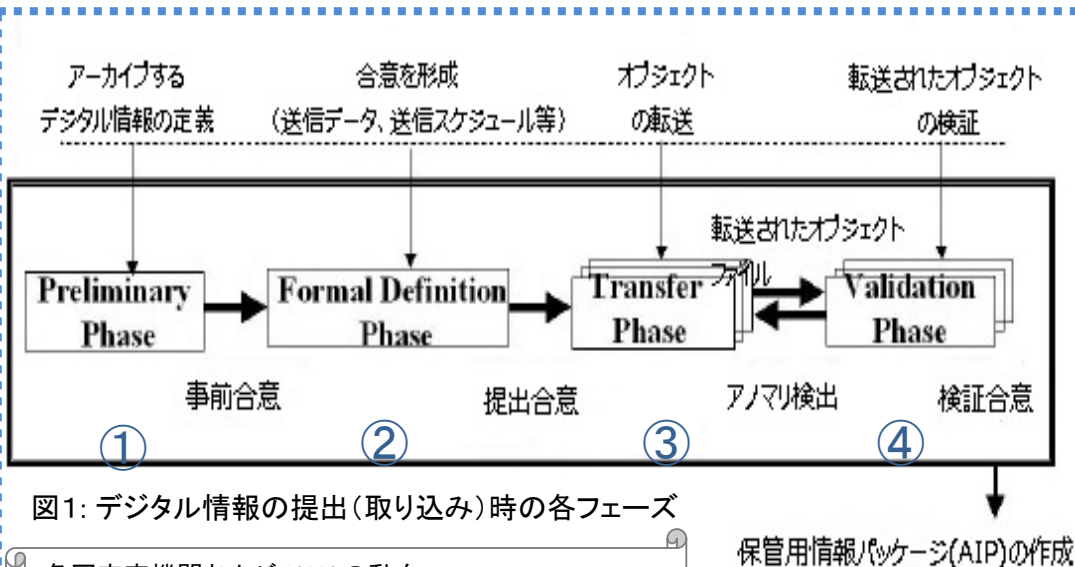 アーカイブする
デジタル情報の定義
合意を形成
（送信データ、送信スケジュール等）
オブジェクト
の転送
転送されたオブジェクト
の検証
転送されたオブジェクト
ファイル
Preliminary
Phase
Formal Definition
Phase
Transfer
Phase
Validation
Phase
事前合意
提出合意
アノマリ検出
検証合意
①
②
③
④
図1: デジタル情報の提出（取り込み）時の各フェーズ
保管用情報パッケージ(AIP)の作成